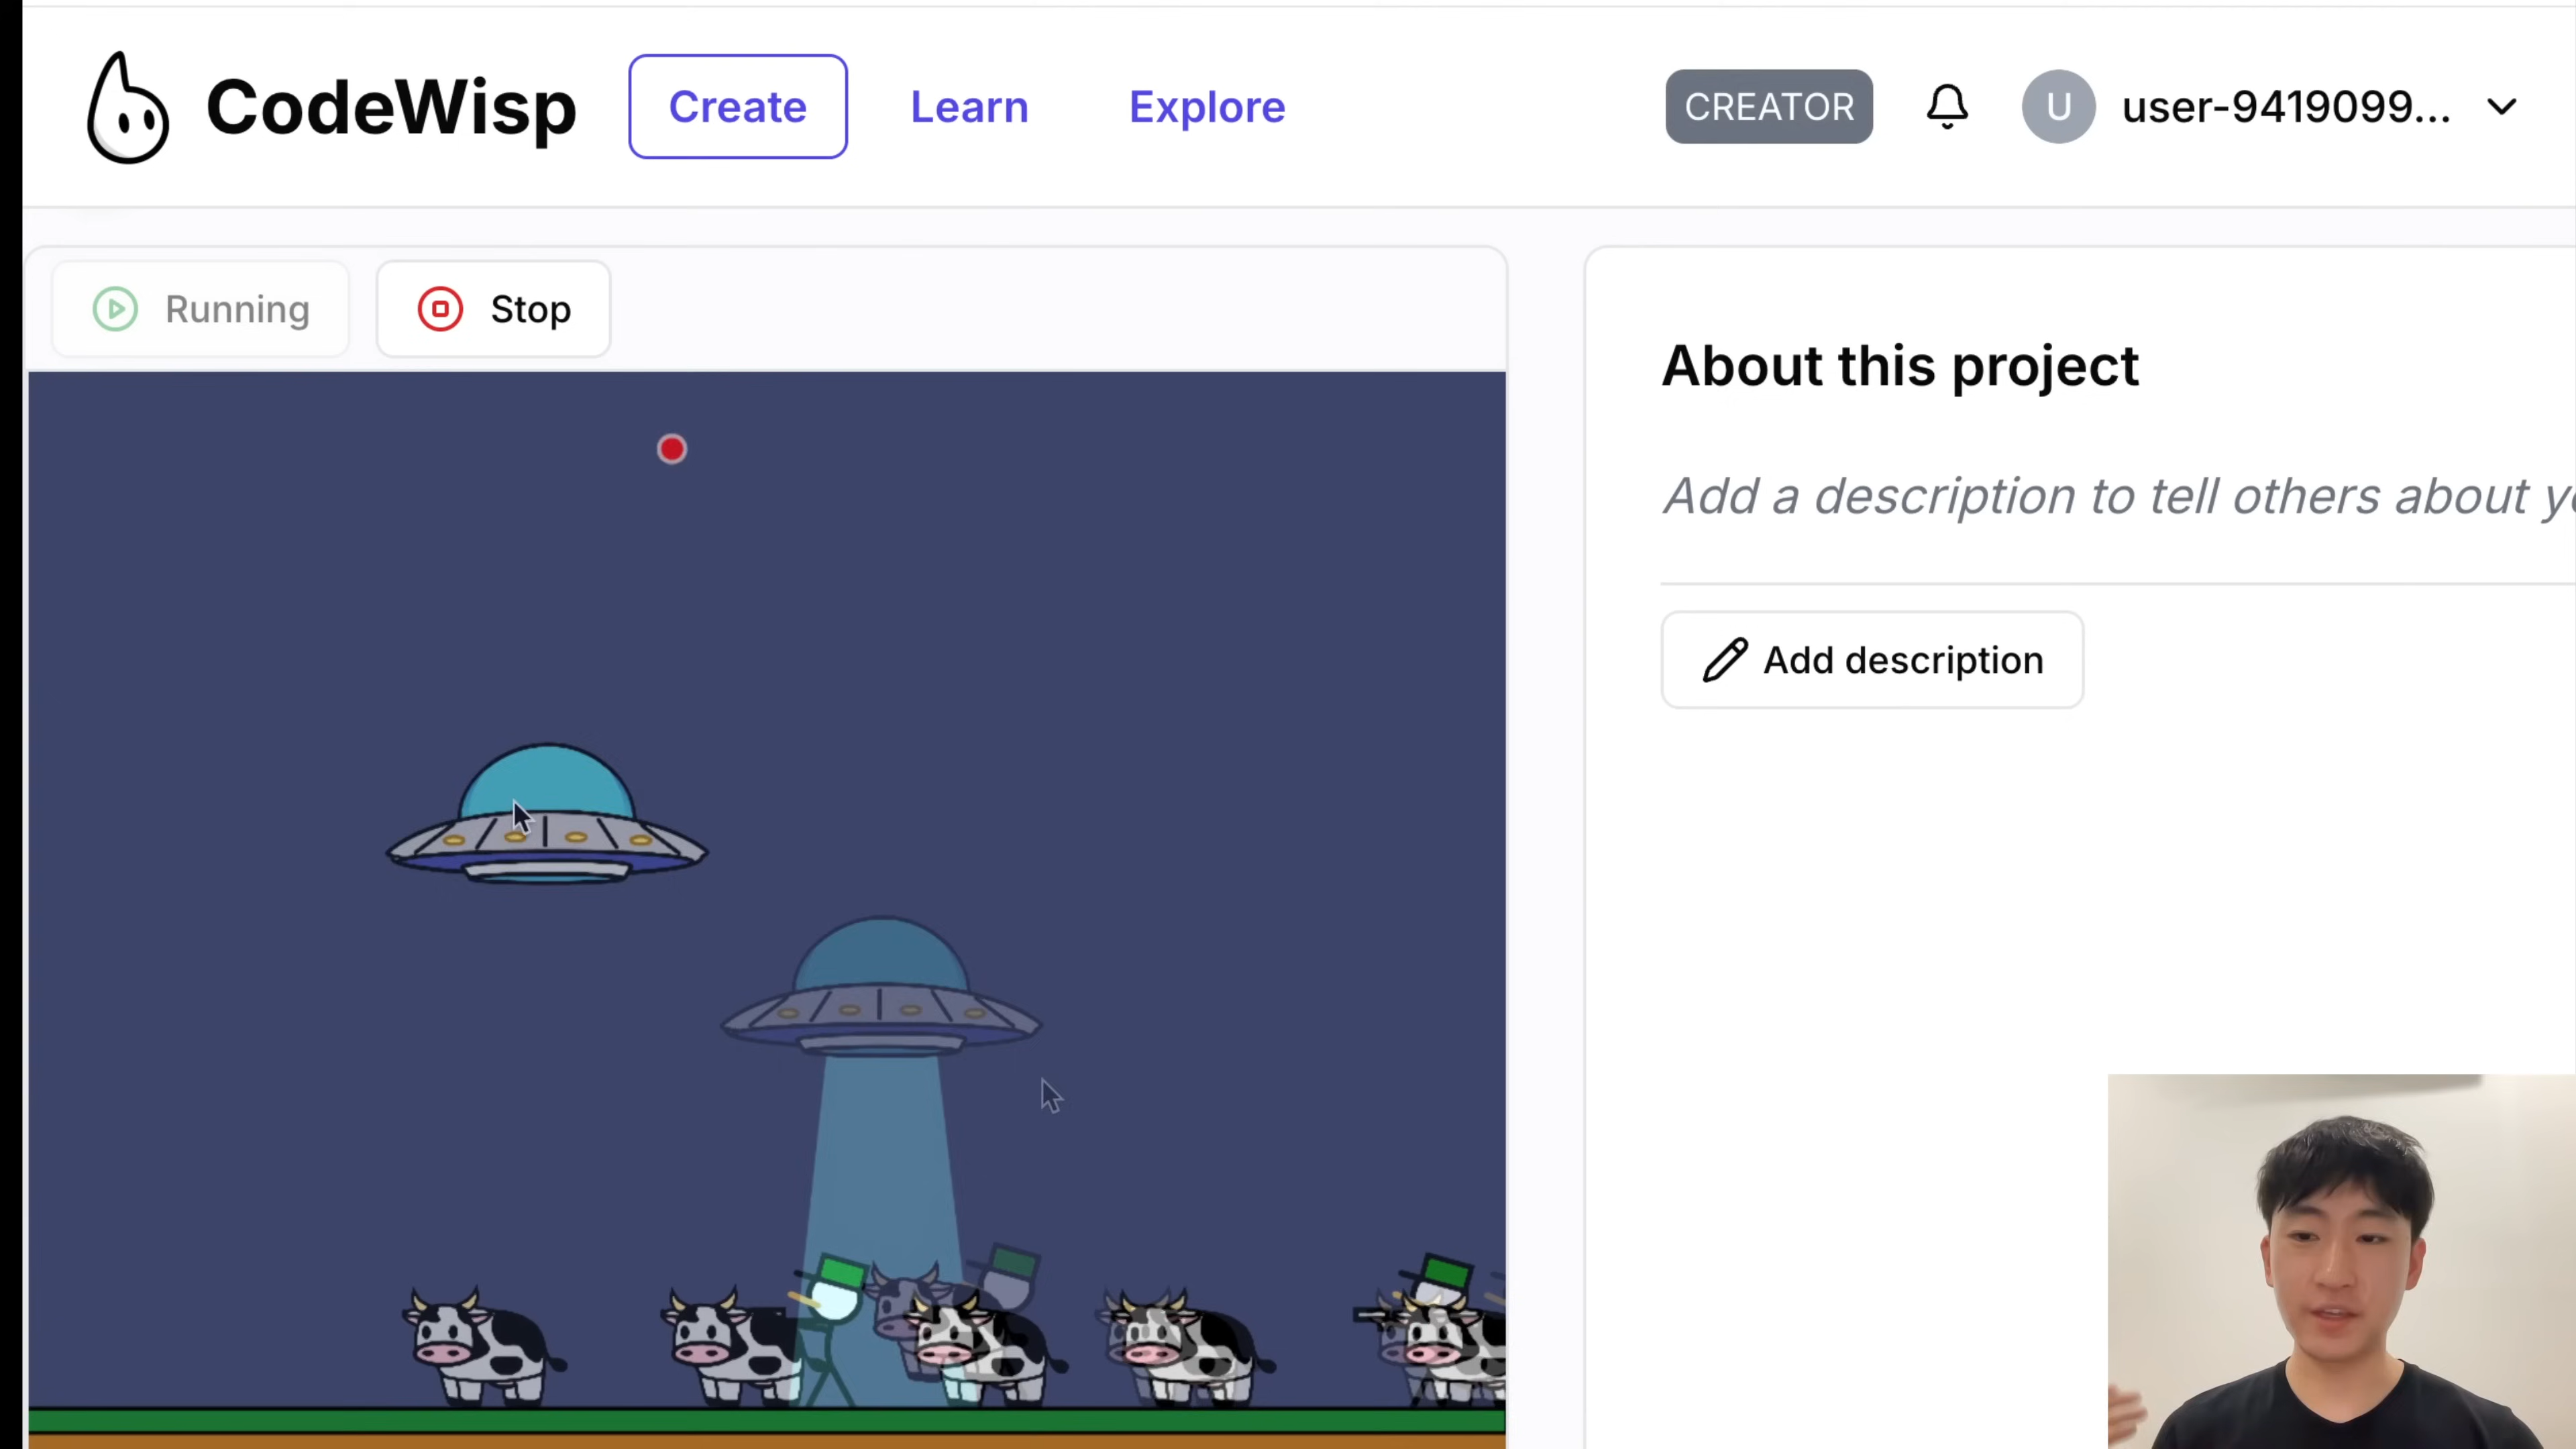 CodeWisp
Create
Learn
Explore
CREATOR
U
user-9419099...
Running
Stop
About this project
Add a description to tell others about
Add description